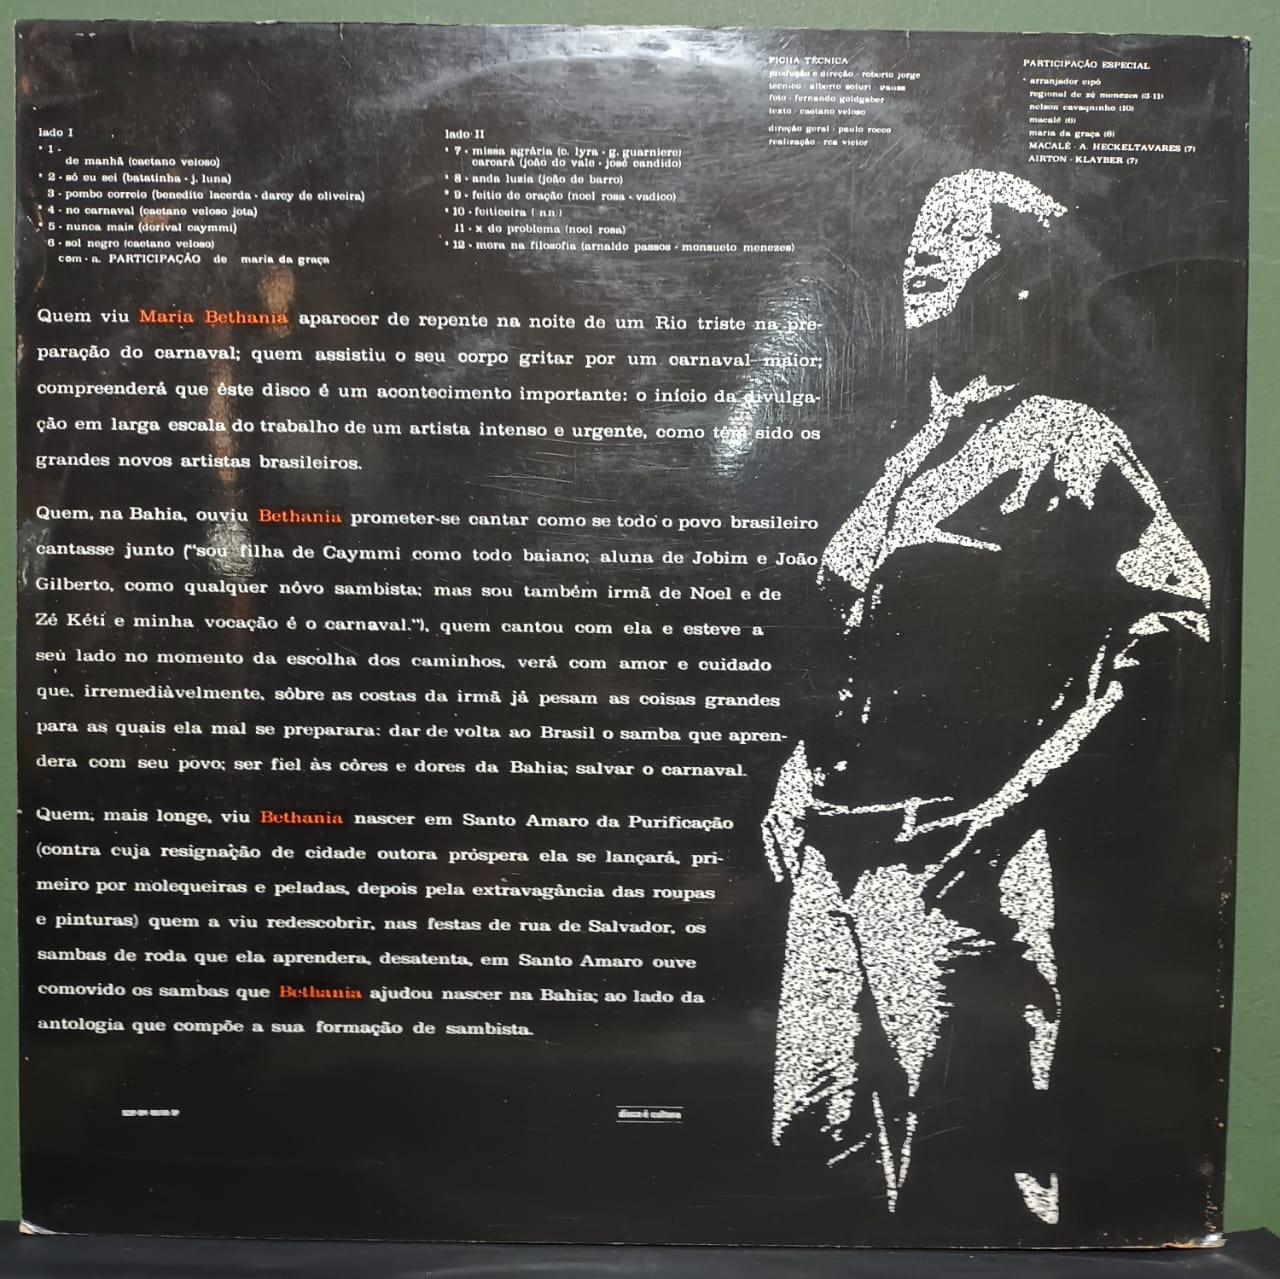 FICHA TÉCNICA
produção e direção - roberto jorge
técnico - alberto soluri -
foto - fernando goldgaber
texto - caetano veloso
direção geral - paulo rocco
realização - rca victor
PARTICIPAÇÃO ESPECIAL
* arranjador cipó
regional de zé menezes (3-11)
nelson cavaquinho (10)
macalé (6)
maria da graça (6)
MACALÉ - A. HECKELTAVARES (7)
AIRTON - KLAYBER (7)
lado I
* 1 -
de manhã (caetano veloso)
* 2 - só eu sei (batatinha - j. luna)
3 - pombo correio (benedito lacerda - darcy de oliveira)
* 4 - no carnaval (caetano veloso jota)
* 5 - nunca mais (dorival caymmi)
6 - sol negro (caetano veloso)
com - a. PARTICIPAÇÃO de maria da graça
lado II
* 7 - missa agrária (c. lyra - g. guarniere)
carcará (joão do vale - josé candido)
* 8 - anda luzia (joão de barro)
* 9 - feitio de oração (noel rosa - vadico)
* 10 - feiticeira ( n.n.)
11 - x do problema (noel rosa)
* 12 - mora na filosofia (arnaldo passos - monsueto menezes)
Quem viu Maria Bethania aparecer de repente na noite de um Rio triste na pre-
paração do carnaval; quem assistiu o seu corpo gritar por um carnaval maior;
compreenderá que êste disco é um acontecimento importante: o início da divulga-
ção em larga escala do trabalho de um artista intenso e urgente, como têm sido os
grandes novos artistas brasileiros.
Quem, na Bahia, ouviu Bethania prometer-se cantar como se todo o povo brasileiro
cantasse junto ("sou filha de Caymmi como todo baiano; aluna de Jobim e João
Gilberto, como qualquer nôvo sambista; mas sou também irmã de Noel e de
Zé Kéti e minha vocação é o carnaval."), quem cantou com ela e esteve a
seu lado no momento da escolha dos caminhos, verá com amor e cuidado
que, irremediàvelmente, sôbre as costas da irmã já pesam as coisas grandes
para as quais ela mal se preparara: dar de volta ao Brasil o samba que apren-
dera com seu povo; ser fiel às côres e dores da Bahia; salvar o carnaval.
Quem, mais longe, viu Bethania nascer em Santo Amaro da Purificação
(contra cuja resignação de cidade outora próspera ela se lançará, pri-
meiro por molequeiras e peladas, depois pela extravagância das roupas
e pinturas) quem a viu redescobrir, nas festas de rua de Salvador, os
sambas de roda que ela aprendera, desatenta, em Santo Amaro ouve
comovido os sambas que Bethania ajudou nascer na Bahia; ao lado da
antologia que compõe a sua formação de sambista.
disco é cultura